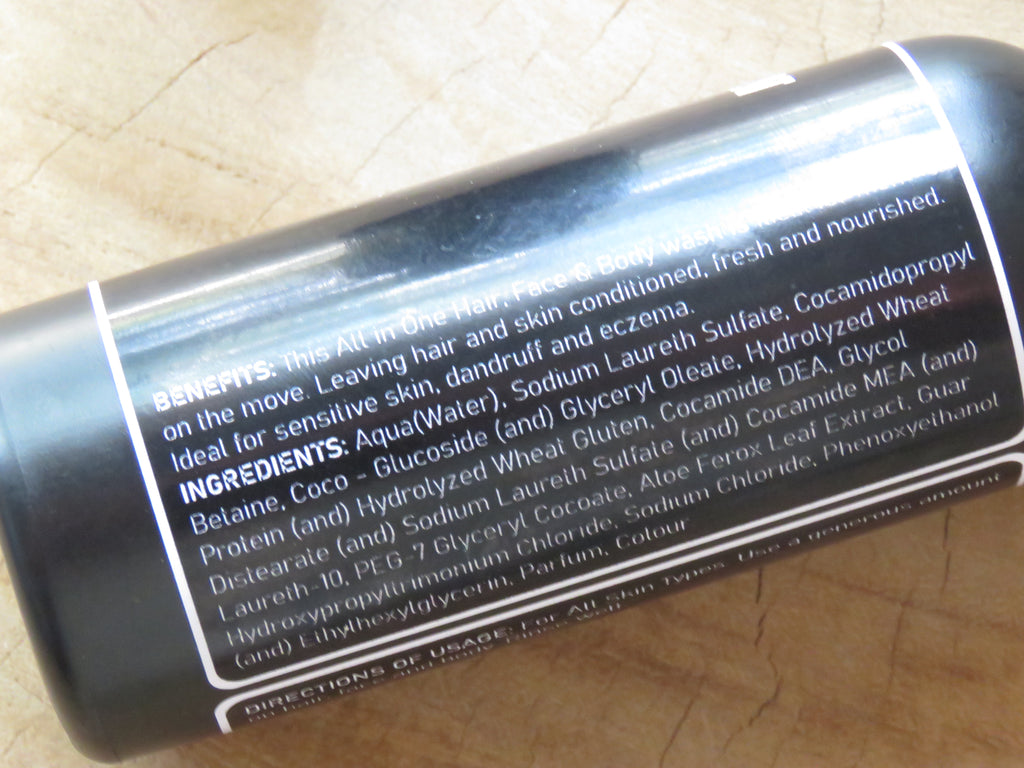 BENEFITS: This All in One Hair, Face & Body wash is
on the move. Leaving hair and skin conditioned, fresh and nourished.
Ideal for sensitive skin, dandruff and eczema.
INGREDIENTS: Aqua(Water), Sodium Laureth Sulfate, Cocamidopropyl
Betaine, Coco - Glucoside (and) Glyceryl Oleate, Hydrolyzed Wheat
Protein (and) Hydrolyzed Wheat Gluten, Cocamide DEA, Glycol
Distearate (and) Sodium Laureth Sulfate (and) Cocamide MEA (and)
Laureth-10, PEG-7 Glyceryl Cocoate, Aloe Ferox Leaf Extract, Guar
Hydroxypropyltrimonium Chloride, Sodium Chloride, Phenoxyethanol
(and) Ethylhexylglycerin, Parfum, Colour
DIRECTIONS OF USAGE: For All Skin Types. Use a generous amount